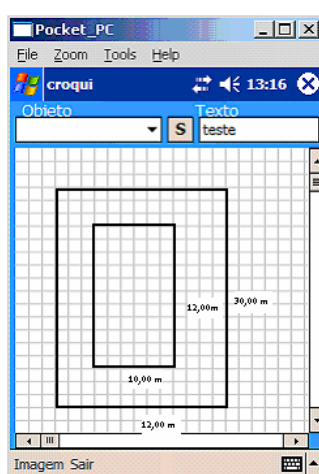 Pocket_PC
File Zoom Tools Help
croqui 13:16
Objeto Texto
S teste
12,00m
30,00 m
10,00 m
12,00 m
Imagem Sair